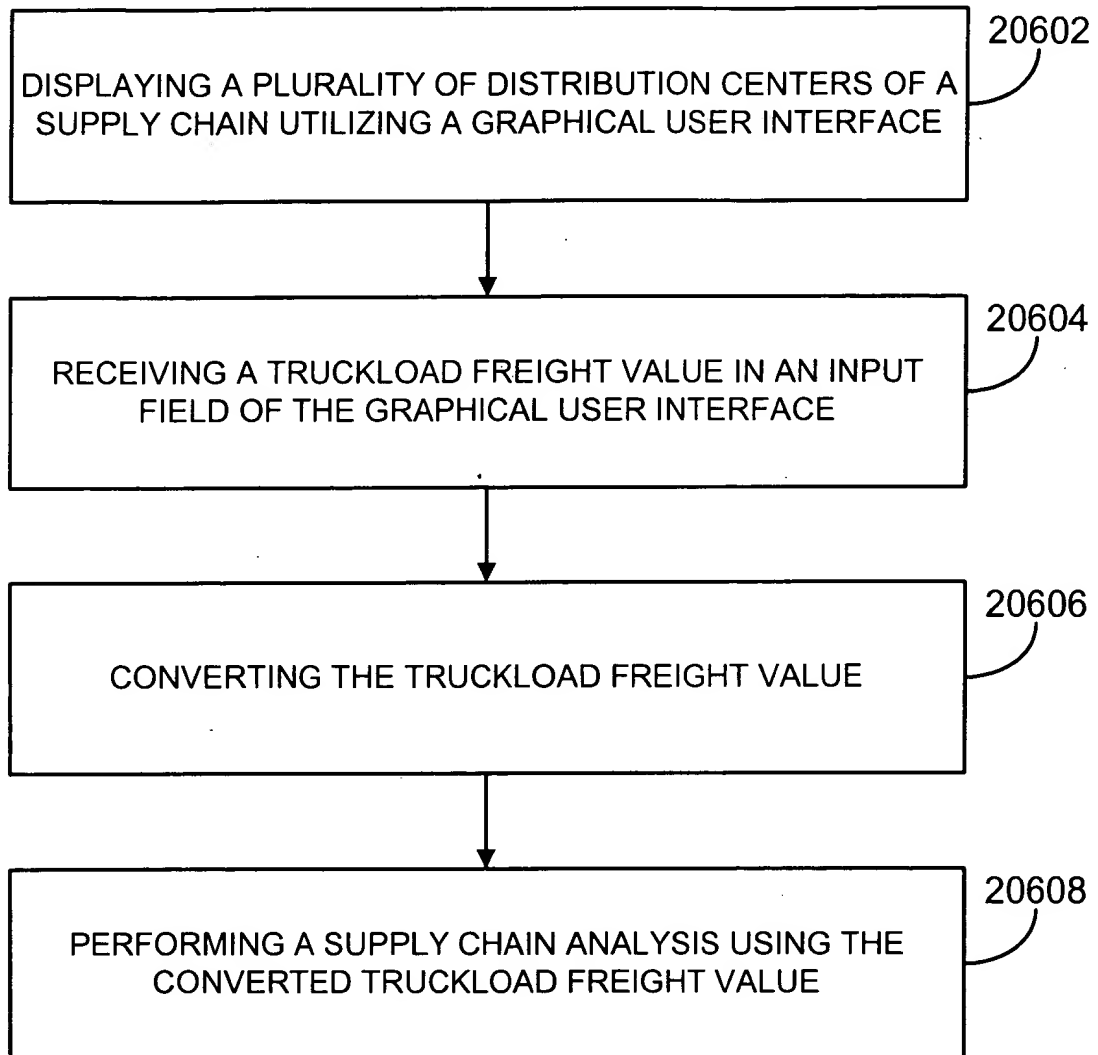 20602
DISPLAYING A PLURALITY OF DISTRIBUTION CENTERS OF A
SUPPLY CHAIN UTILIZING A GRAPHICAL USER INTERFACE
20604
RECEIVING A TRUCKLOAD FREIGHT VALUE IN AN INPUT
FIELD OF THE GRAPHICAL USER INTERFACE
20606
CONVERTING THE TRUCKLOAD FREIGHT VALUE
20608
PERFORMING A SUPPLY CHAIN ANALYSIS USING THE
CONVERTED TRUCKLOAD FREIGHT VALUE